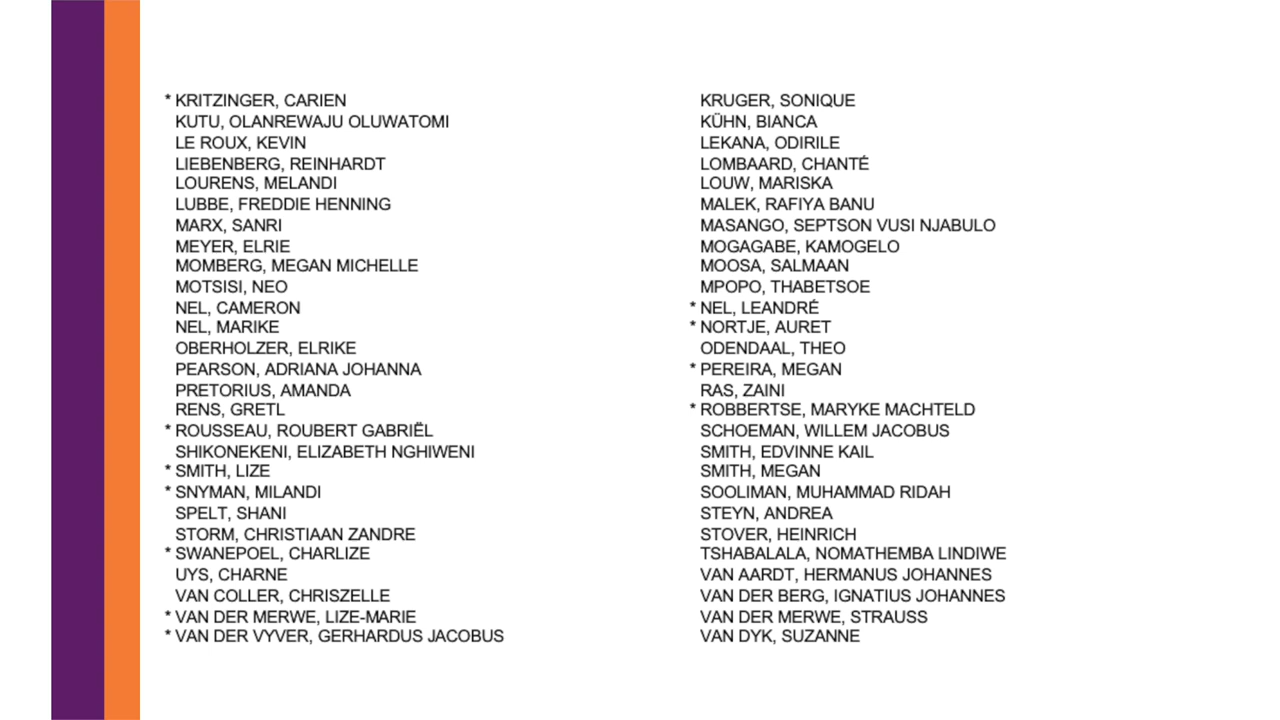 * KRITZINGER, CARIEN
KUTU, OLANREWAJU OLUWATOMI
LE ROUX, KEVIN
LIEBENBERG, REINHARDT
LOURENS, MELANDI
LUBBE, FREDDIE HENNING
MARX, SANRI
MEYER, ELRIE
MOMBERG, MEGAN MICHELLE
MOTSISI, NEO
NEL, CAMERON
NEL, MARIKE
OBERHOLZER, ELRIKE
PEARSON, ADRIANA JOHANNA
PRETORIUS, AMANDA
RENS, GRETL
* ROUSSEAU, ROUBERT GABRIËL
SHIKONEKENI, ELIZABETH NGHIWENI
* SMITH, LIZE
* SNYMAN, MILANDI
SPELT, SHANI
STORM, CHRISTIAAN ZANDRE
* SWANEPOEL, CHARLIZE
UYS, CHARNE
VAN COLLER, CHRISZELLE
* VAN DER MERWE, LIZE-MARIE
* VAN DER VYVER, GERHARDUS JACOBUS
KRUGER, SONIQUE
KÜHN, BIANCA
LEKANA, ODIRILE
LOMBAARD, CHANTÉ
LOUW, MARISKA
MALEK, RAFIYA BANU
MASANGO, SEPTSON VUSI NJABULO
MOGAGABE, KAMOGELO
MOOSA, SALMAAN
MPOPO, THABETSOE
* NEL, LEANDRÉ
* NORTJE, AURET
ODENDAAL, THEO
* PEREIRA, MEGAN
RAS, ZAINI
* ROBBERTSE, MARYKE MACHTELD
SCHOEMAN, WILLEM JACOBUS
SMITH, EDVINNE KAIL
SMITH, MEGAN
SOOLIMAN, MUHAMMAD RIDAH
STEYN, ANDREA
STOVER, HEINRICH
TSHABALALA, NOMATHEMBA LINDIWE
VAN AARDT, HERMANUS JOHANNES
VAN DER BERG, IGNATIUS JOHANNES
VAN DER MERWE, STRAUSS
VAN DYK, SUZANNE